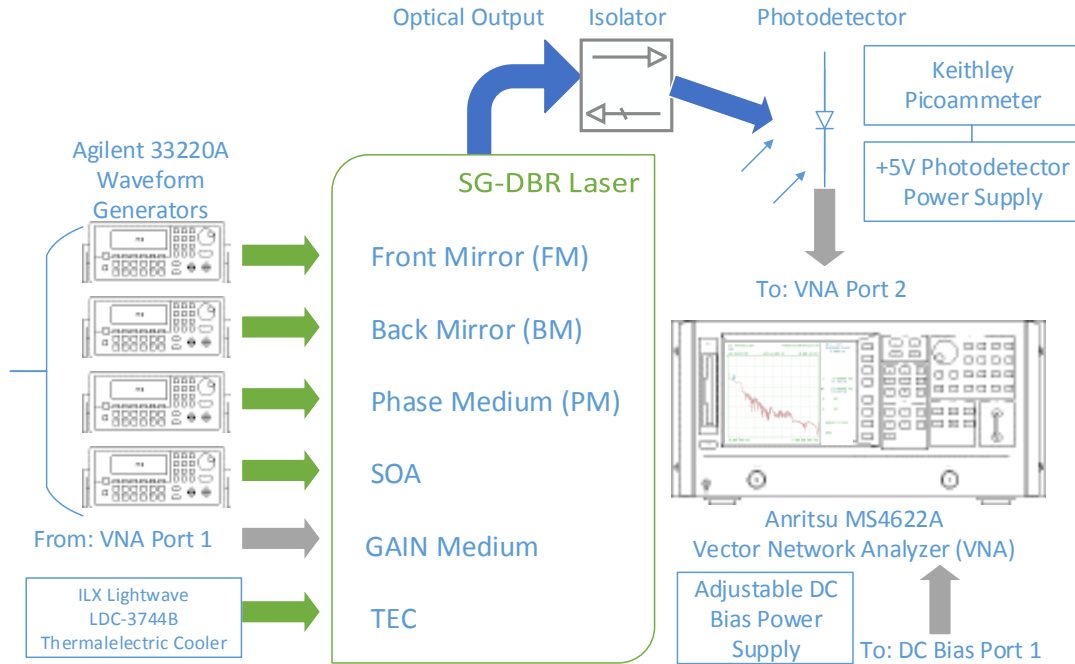 Optical Output
Isolator
Photodetector
Keithley
Picoammeter
+5V Photodetector
Power Supply
Agilent 33220A
Waveform
Generators
SG-DBR Laser
Front Mirror (FM)
Back Mirror (BM)
Phase Medium (PM)
SOA
GAIN Medium
TEC
From: VNA Port 1
ILX Lightwave
LDC-3744B
Thermalelectric Cooler
To: VNA Port 2
Anritsu MS4622A
Vector Network Analyzer (VNA)
Adjustable DC
Bias Power
Supply
To: DC Bias Port 1